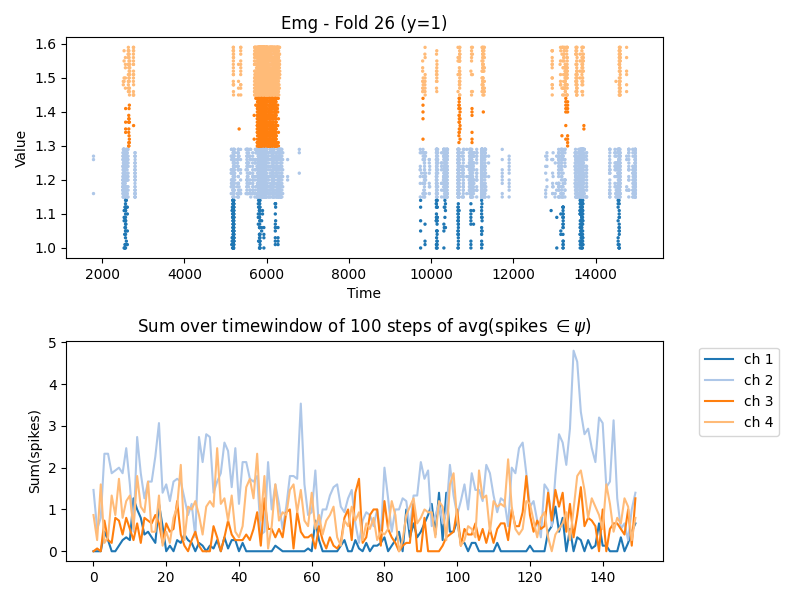 Emg - Fold 26 (y=1)
1.6
1.5
1.4
1.3
1.2
1.1
1.0
Value
2000 4000 6000 8000 10000 12000 14000
Time
Sum over timewindow of 100 steps of avg(spikes ∈ ψ)
5
4
3
2
1
0
Sum(spikes)
0 20 40 60 80 100 120 140
ch 1
ch 2
ch 3
ch 4